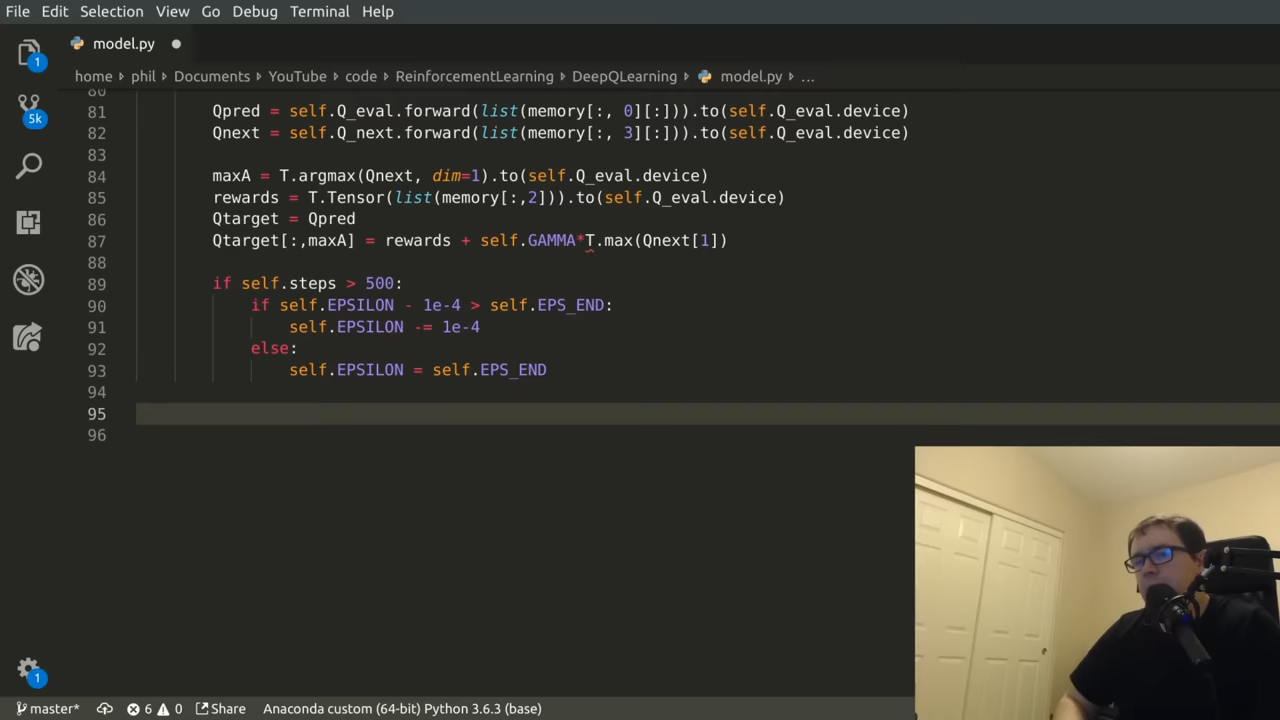 File Edit Selection View Go Debug Terminal Help
model.py
home phil Documents YouTube code ReinforcementLearning DeepQLearning model.py ...
80
81 Qpred = self.Q_eval.forward(list(memory[:, 0][:])).to(self.Q_eval.device)
82 Qnext = self.Q_next.forward(list(memory[:, 3][:])).to(self.Q_eval.device)
83
84 maxA = T.argmax(Qnext, dim=1).to(self.Q_eval.device)
85 rewards = T.Tensor(list(memory[:,2])).to(self.Q_eval.device)
86 Qtarget = Qpred
87 Qtarget[:,maxA] = rewards + self.GAMMA*T.max(Qnext[1])
88
89 if self.steps > 500:
90 if self.EPSILON - 1e-4 > self.EPS_END:
91 self.EPSILON -= 1e-4
92 else:
93 self.EPSILON = self.EPS_END
94
95
96
1
5k
1
master* 6 0 Share Anaconda custom (64-bit) Python 3.6.3 (base)